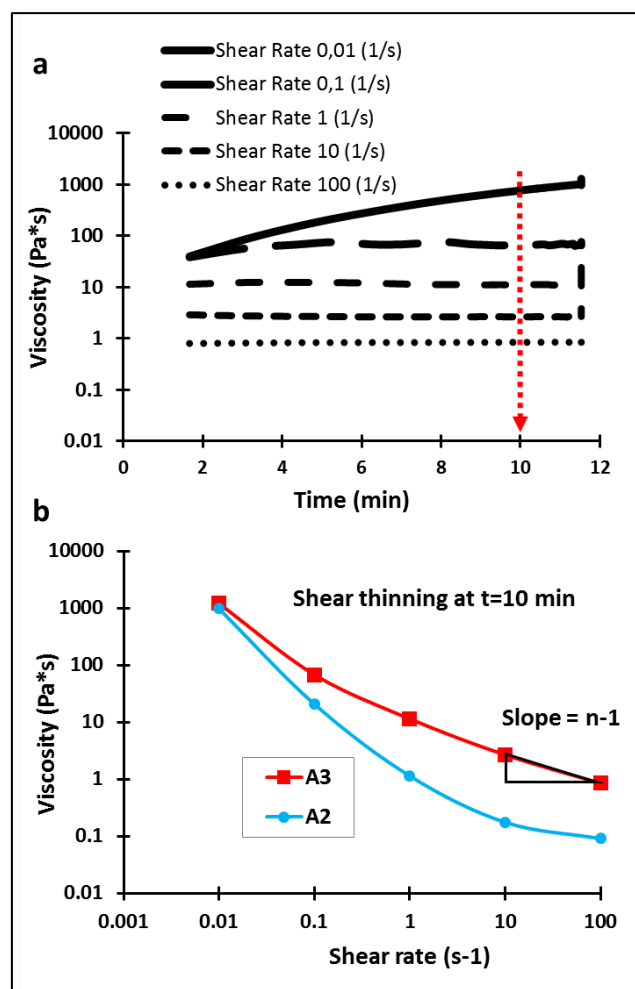 a
Shear Rate 0,01 (1/s)
Shear Rate 0,1 (1/s)
Shear Rate 1 (1/s)
Shear Rate 10 (1/s)
Shear Rate 100 (1/s)
10000
1000
100
10
1
0.1
0.01
Viscosity (Pa*s)
0 2 4 6 8 10 12
Time (min)
b
10000
1000
100
10
1
0.1
0.01
Viscosity (Pa*s)
Shear thinning at t=10 min
Slope = n-1
A3
A2
0.001 0.01 0.1 1 10 100
Shear rate (s-1)